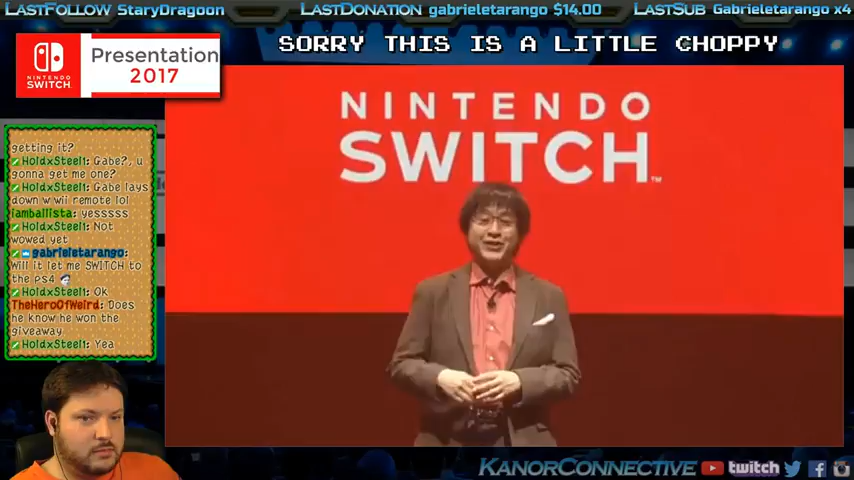 LASTFOLLOW StaryDragoon LASTDONATION gabrieletarango $14.00 LASTSUB Gabrieletarango x4
SORRY THIS IS A LITTLE CHOPPY
Presentation
2017
NINTENDO
SWITCH
NINTENDO
SWITCH™
getting it?
HoldxSteel1: Gabe?, u
gonna get me one?
HoldxSteel1: Gabe lays
down w wii remote lol
iamballista: yesssss
HoldxSteel1: Not
wowed yet
gabrieletarango:
Will it let me SWITCH to
the ps4
HoldxSteel1: Ok
TheHeroOfWeird: Does
he know he won the
giveaway
HoldxSteel1: Yea
KANORCONNECTIVE twitch